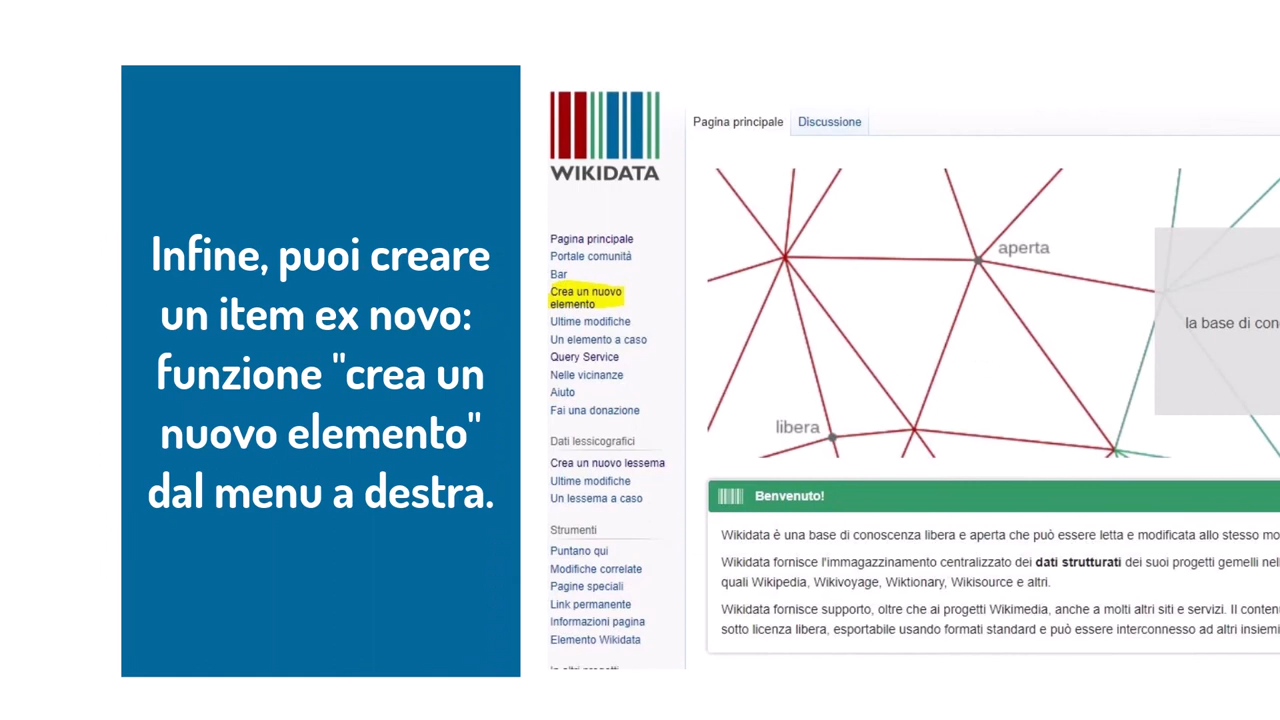 Infine, puoi creare
un item ex novo:
funzione "crea un
nuovo elemento"
dal menu a destra.
WIKIDATA
Pagina principale
Portale comunità
Bar
Crea un nuovo
elemento
Ultime modifiche
Un elemento a caso
Query Service
Nelle vicinanze
Aiuto
Fai una donazione
Dati lessicografici
Crea un nuovo lessema
Ultime modifiche
Un lessema a caso
Strumenti
Puntano qui
Modifiche correlate
Pagine speciali
Link permanente
Informazioni pagina
Elemento Wikidata
Pagina principale Discussione
aperta
la base di con
libera
Benvenuto!
Wikidata è una base di conoscenza libera e aperta che può essere letta e modificata allo stesso mo
Wikidata fornisce l'immagazzinamento centralizzato dei dati strutturati dei suoi progetti gemelli nell
quali Wikipedia, Wikivoyage, Wiktionary, Wikisource e altri.
Wikidata fornisce supporto, oltre che ai progetti Wikimedia, anche a molti altri siti e servizi. Il conten
sotto licenza libera, esportabile usando formati standard e può essere interconnesso ad altri insiemi